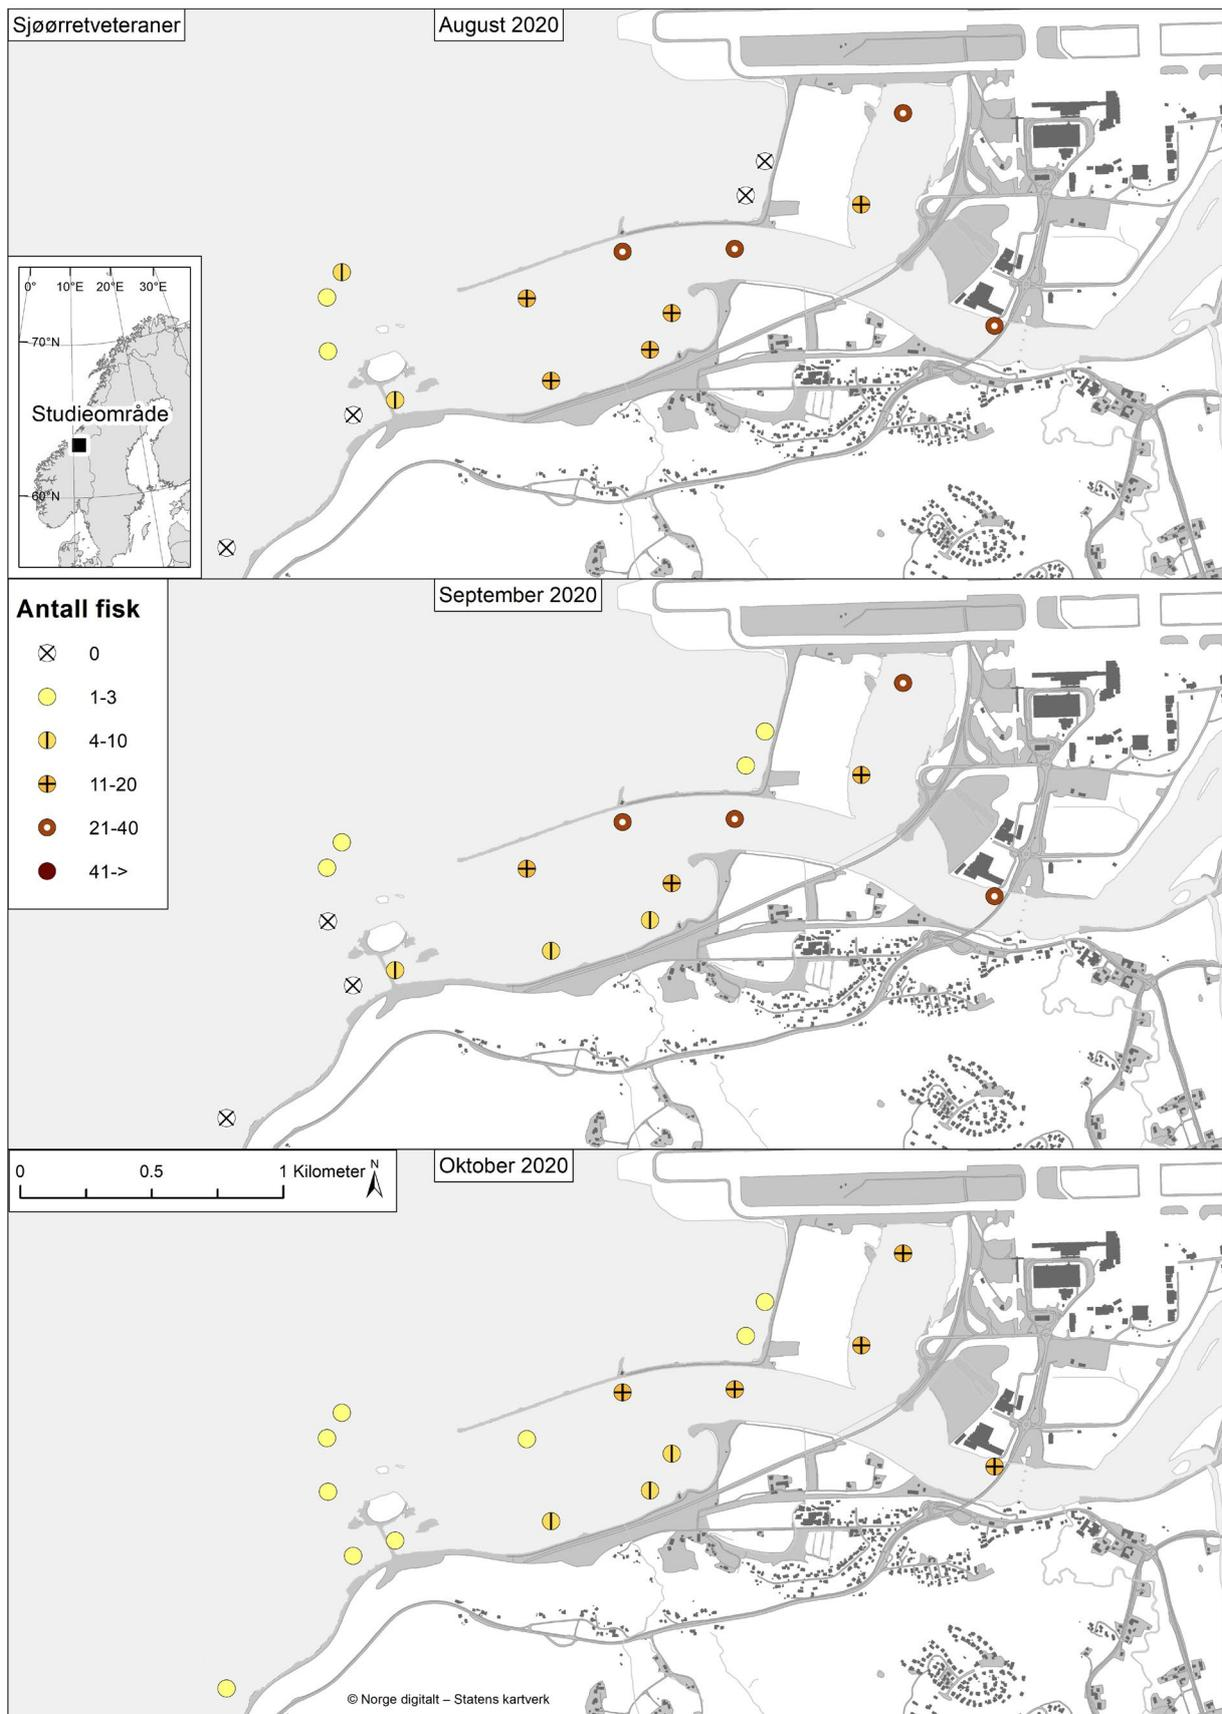 Sjøørretveteraner
August 2020
0° 10°E 20°E 30°E
70°N
Studieområde
60°N
September 2020
Antall fisk
0
1-3
4-10
11-20
21-40
41->
Oktober 2020
0 0.5 1 Kilometer N
© Norge digitalt – Statens kartverk